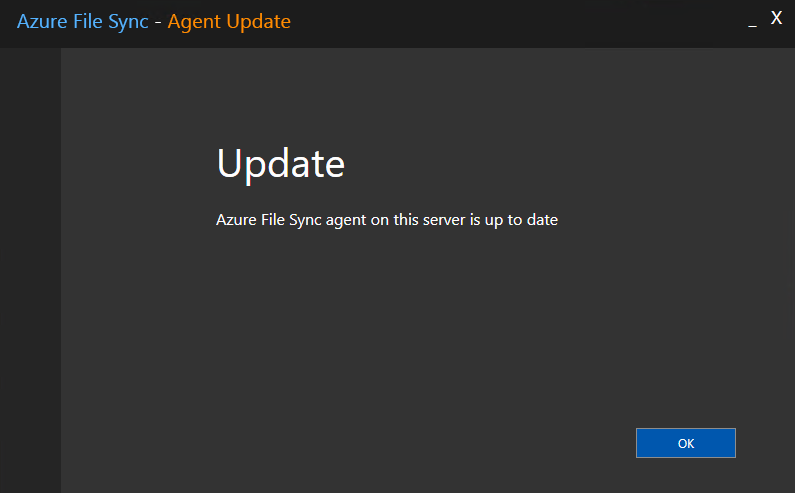 Azure File Sync - Agent Update
_ X
Update
Azure File Sync agent on this server is up to date
OK